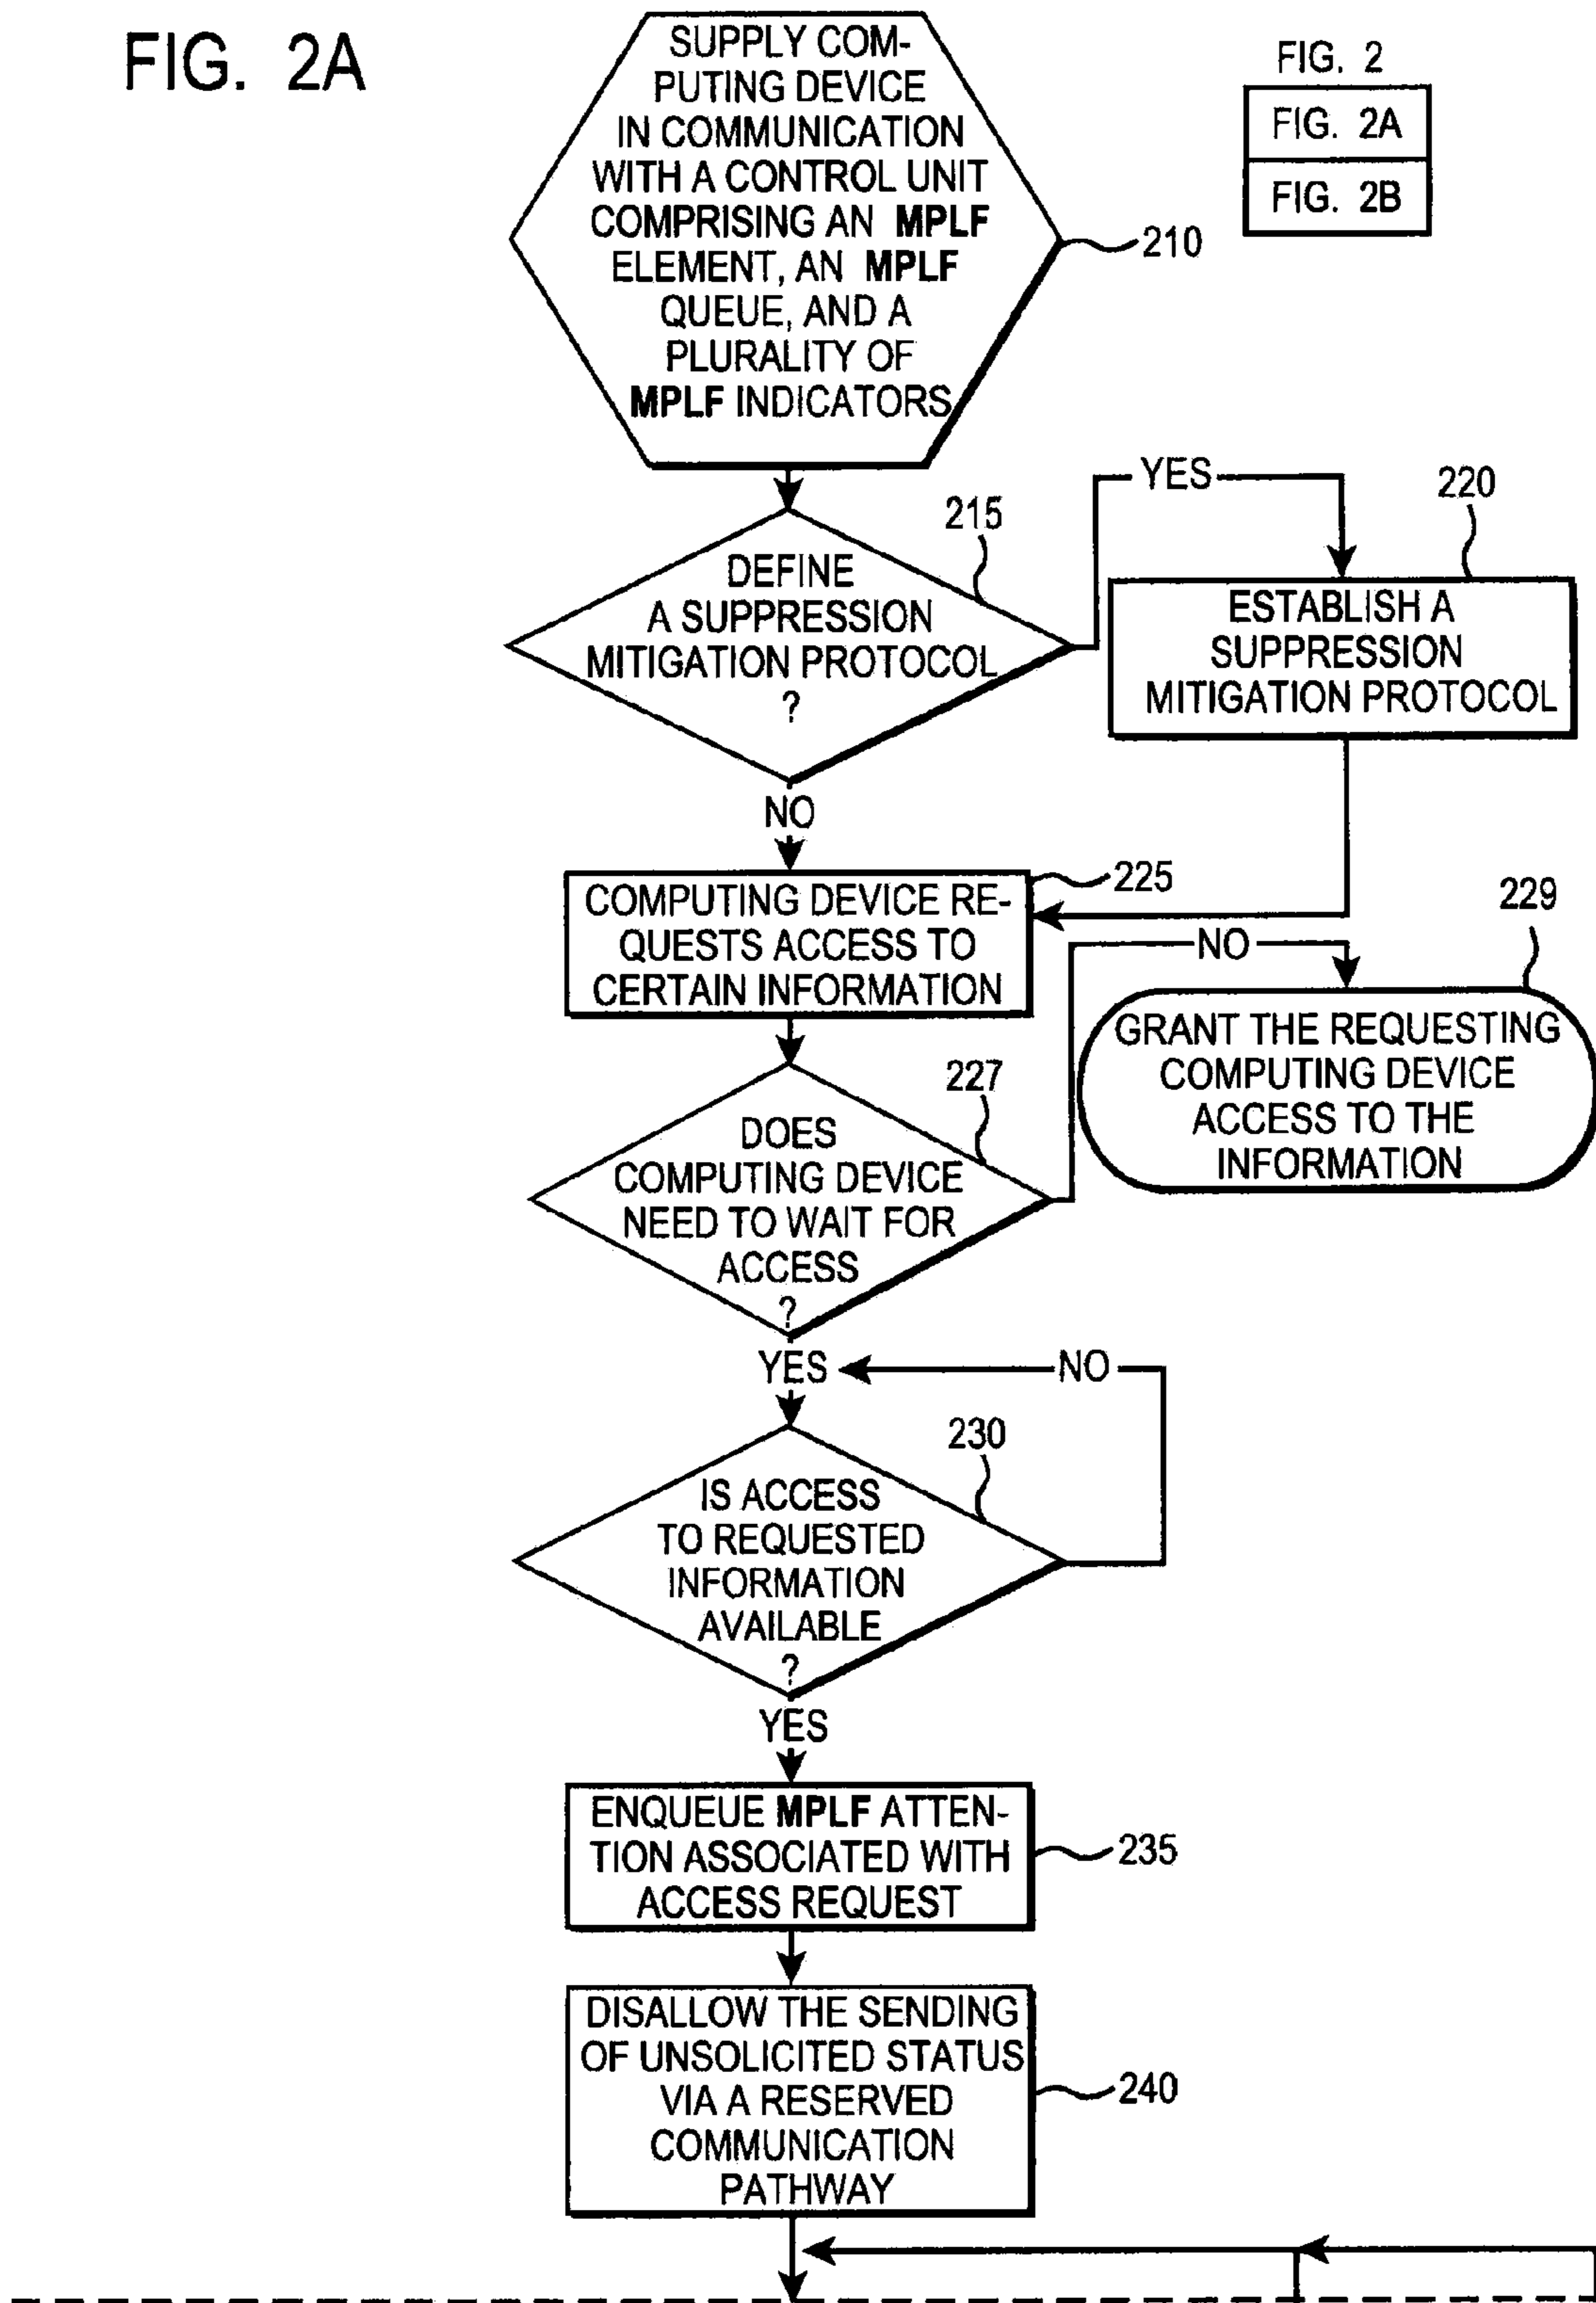 FIG. 2A
FIG. 2
FIG. 2A
FIG. 2B
SUPPLY COM-
PUTING DEVICE
IN COMMUNICATION
WITH A CONTROL UNIT
COMPRISING AN MPLF
ELEMENT, AN MPLF
QUEUE, AND A
PLURALITY OF
MPLF INDICATORS
210
215
DEFINE
A SUPPRESSION
MITIGATION PROTOCOL
?
YES
220
ESTABLISH A
SUPPRESSION
MITIGATION PROTOCOL
NO
225
COMPUTING DEVICE RE-
QUESTS ACCESS TO
CERTAIN INFORMATION
227
DOES
COMPUTING DEVICE
NEED TO WAIT FOR
ACCESS
?
NO
229
GRANT THE REQUESTING
COMPUTING DEVICE
ACCESS TO THE
INFORMATION
YES
NO
230
IS ACCESS
TO REQUESTED
INFORMATION
AVAILABLE
?
YES
ENQUEUE MPLF ATTEN-
TION ASSOCIATED WITH
ACCESS REQUEST
235
DISALLOW THE SENDING
OF UNSOLICITED STATUS
VIA A RESERVED
COMMUNICATION
PATHWAY
240